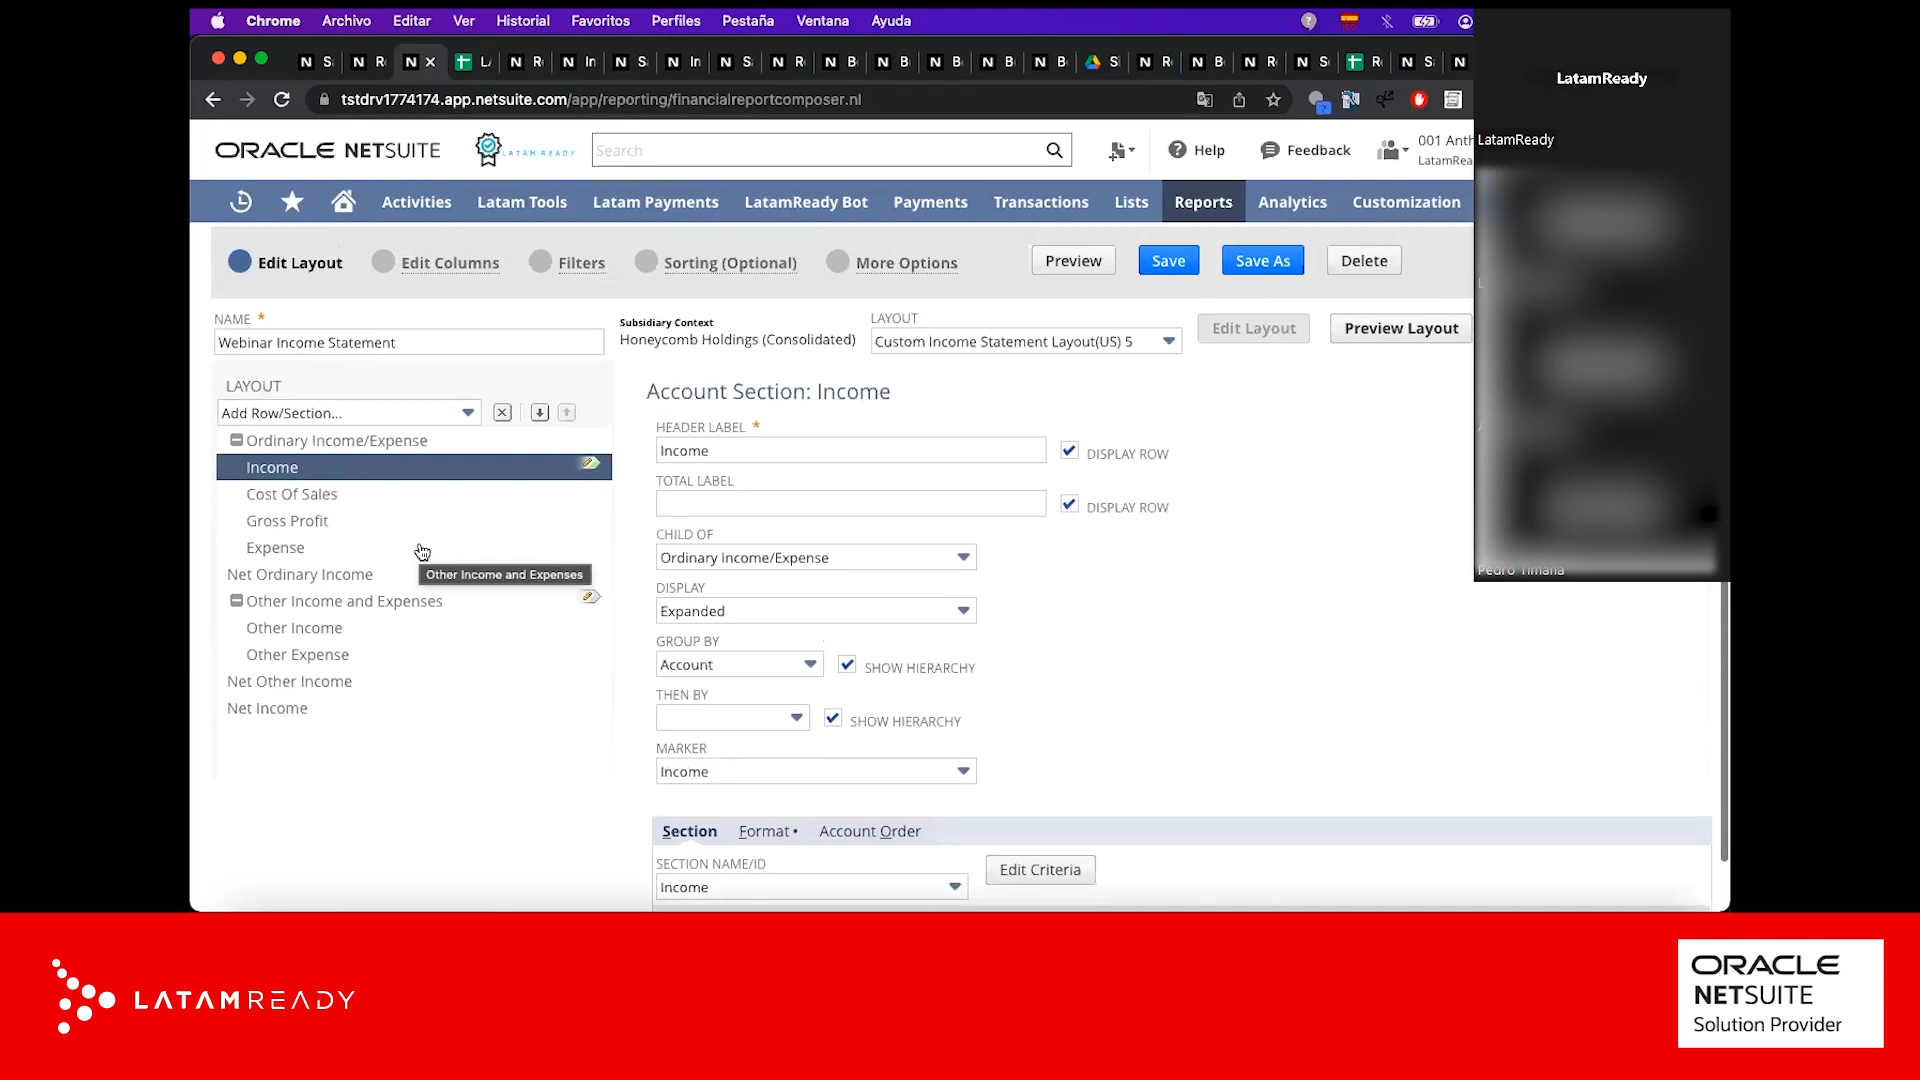 Chrome Archivo Editar Ver Historial Favoritos Perfiles Pestaña Ventana Ayuda
N S N R N L N R N In N S N In N S N R N B N B N B N B N B S N R N B N R N S R N S N
tstdrv1774174.app.netsuite.com/app/reporting/financialreportcomposer.nl
LatamReady
LatamReady
ORACLE NETSUITE
LATAM READY
Search
Help
Feedback
001 Anth
LatamRea
Activities Latam Tools Latam Payments LatamReady Bot Payments Transactions Lists Reports Analytics Customization
Edit Layout Edit Columns Filters Sorting (Optional) More Options
Preview Save Save As Delete
NAME *
Webinar Income Statement
Subsidiary Context
Honeycomb Holdings (Consolidated)
LAYOUT
Custom Income Statement Layout(US) 5
Edit Layout
Preview Layout
LAYOUT
Add Row/Section...
Ordinary Income/Expense
Income
Cost Of Sales
Gross Profit
Expense
Net Ordinary Income
Other Income and Expenses
Other Income and Expenses
Other Income
Other Expense
Net Other Income
Net Income
Account Section: Income
HEADER LABEL *
Income
DISPLAY ROW
TOTAL LABEL
DISPLAY ROW
CHILD OF
Ordinary Income/Expense
DISPLAY
Expanded
GROUP BY
Account
SHOW HIERARCHY
THEN BY
SHOW HIERARCHY
MARKER
Income
Section Format • Account Order
SECTION NAME/ID
Income
Edit Criteria
Pedro Timana
LATAMREADY
ORACLE
NETSUITE
Solution Provider